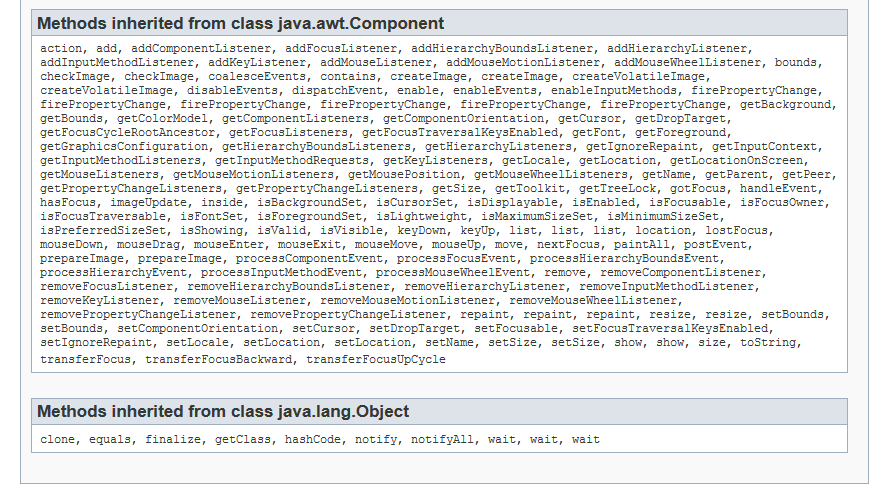 Methods inherited from class java.awt.Component
action, add, addComponentListener, addFocusListener, addHierarchyBoundsListener, addHierarchyListener,
addInputMethodListener, addKeyListener, addMouseListener, addMouseMotionListener, addMouseWheelListener, bounds,
checkImage, checkImage, coalesceEvents, contains, createImage, createImage, createVolatileImage,
createVolatileImage, disableEvents, dispatchEvent, enable, enableEvents, enableInputMethods, firePropertyChange,
firePropertyChange, firePropertyChange, firePropertyChange, firePropertyChange, firePropertyChange, getBackground,
getBounds, getColorModel, getComponentListeners, getComponentOrientation, getCursor, getDropTarget,
getFocusCycleRootAncestor, getFocusListeners, getFocusTraversalKeysEnabled, getFont, getForeground,
getGraphicsConfiguration, getHierarchyBoundsListeners, getHierarchyListeners, getIgnoreRepaint, getInputContext,
getInputMethodListeners, getInputMethodRequests, getKeyListeners, getLocale, getLocation, getLocationOnScreen,
getMouseListeners, getMouseMotionListeners, getMousePosition, getMouseWheelListeners, getName, getParent, getPeer,
getPropertyChangeListeners, getPropertyChangeListeners, getSize, getToolkit, getTreeLock, gotFocus, handleEvent,
hasFocus, imageUpdate, inside, isBackgroundSet, isCursorSet, isDisplayable, isEnabled, isFocusable, isFocusOwner,
isFocusTraversable, isFontSet, isForegroundSet, isLightweight, isMaximumSizeSet, isMinimumSizeSet,
isPreferredSizeSet, isShowing, isValid, isVisible, keyDown, keyUp, list, list, list, location, lostFocus,
mouseDown, mouseDrag, mouseEnter, mouseExit, mouseMove, mouseUp, move, nextFocus, paintAll, postEvent,
prepareImage, prepareImage, processComponentEvent, processFocusEvent, processHierarchyBoundsEvent,
processHierarchyEvent, processInputMethodEvent, processMouseWheelEvent, remove, removeComponentListener,
removeFocusListener, removeHierarchyBoundsListener, removeHierarchyListener, removeInputMethodListener,
removeKeyListener, removeMouseListener, removeMouseMotionListener, removeMouseWheelListener,
removePropertyChangeListener, removePropertyChangeListener, repaint, repaint, repaint, resize, resize, setBounds,
setBounds, setComponentOrientation, setCursor, setDropTarget, setFocusable, setFocusTraversalKeysEnabled,
setIgnoreRepaint, setLocale, setLocation, setLocation, setName, setSize, setSize, show, show, size, toString,
transferFocus, transferFocusBackward, transferFocusUpCycle
Methods inherited from class java.lang.Object
clone, equals, finalize, getClass, hashCode, notify, notifyAll, wait, wait, wait